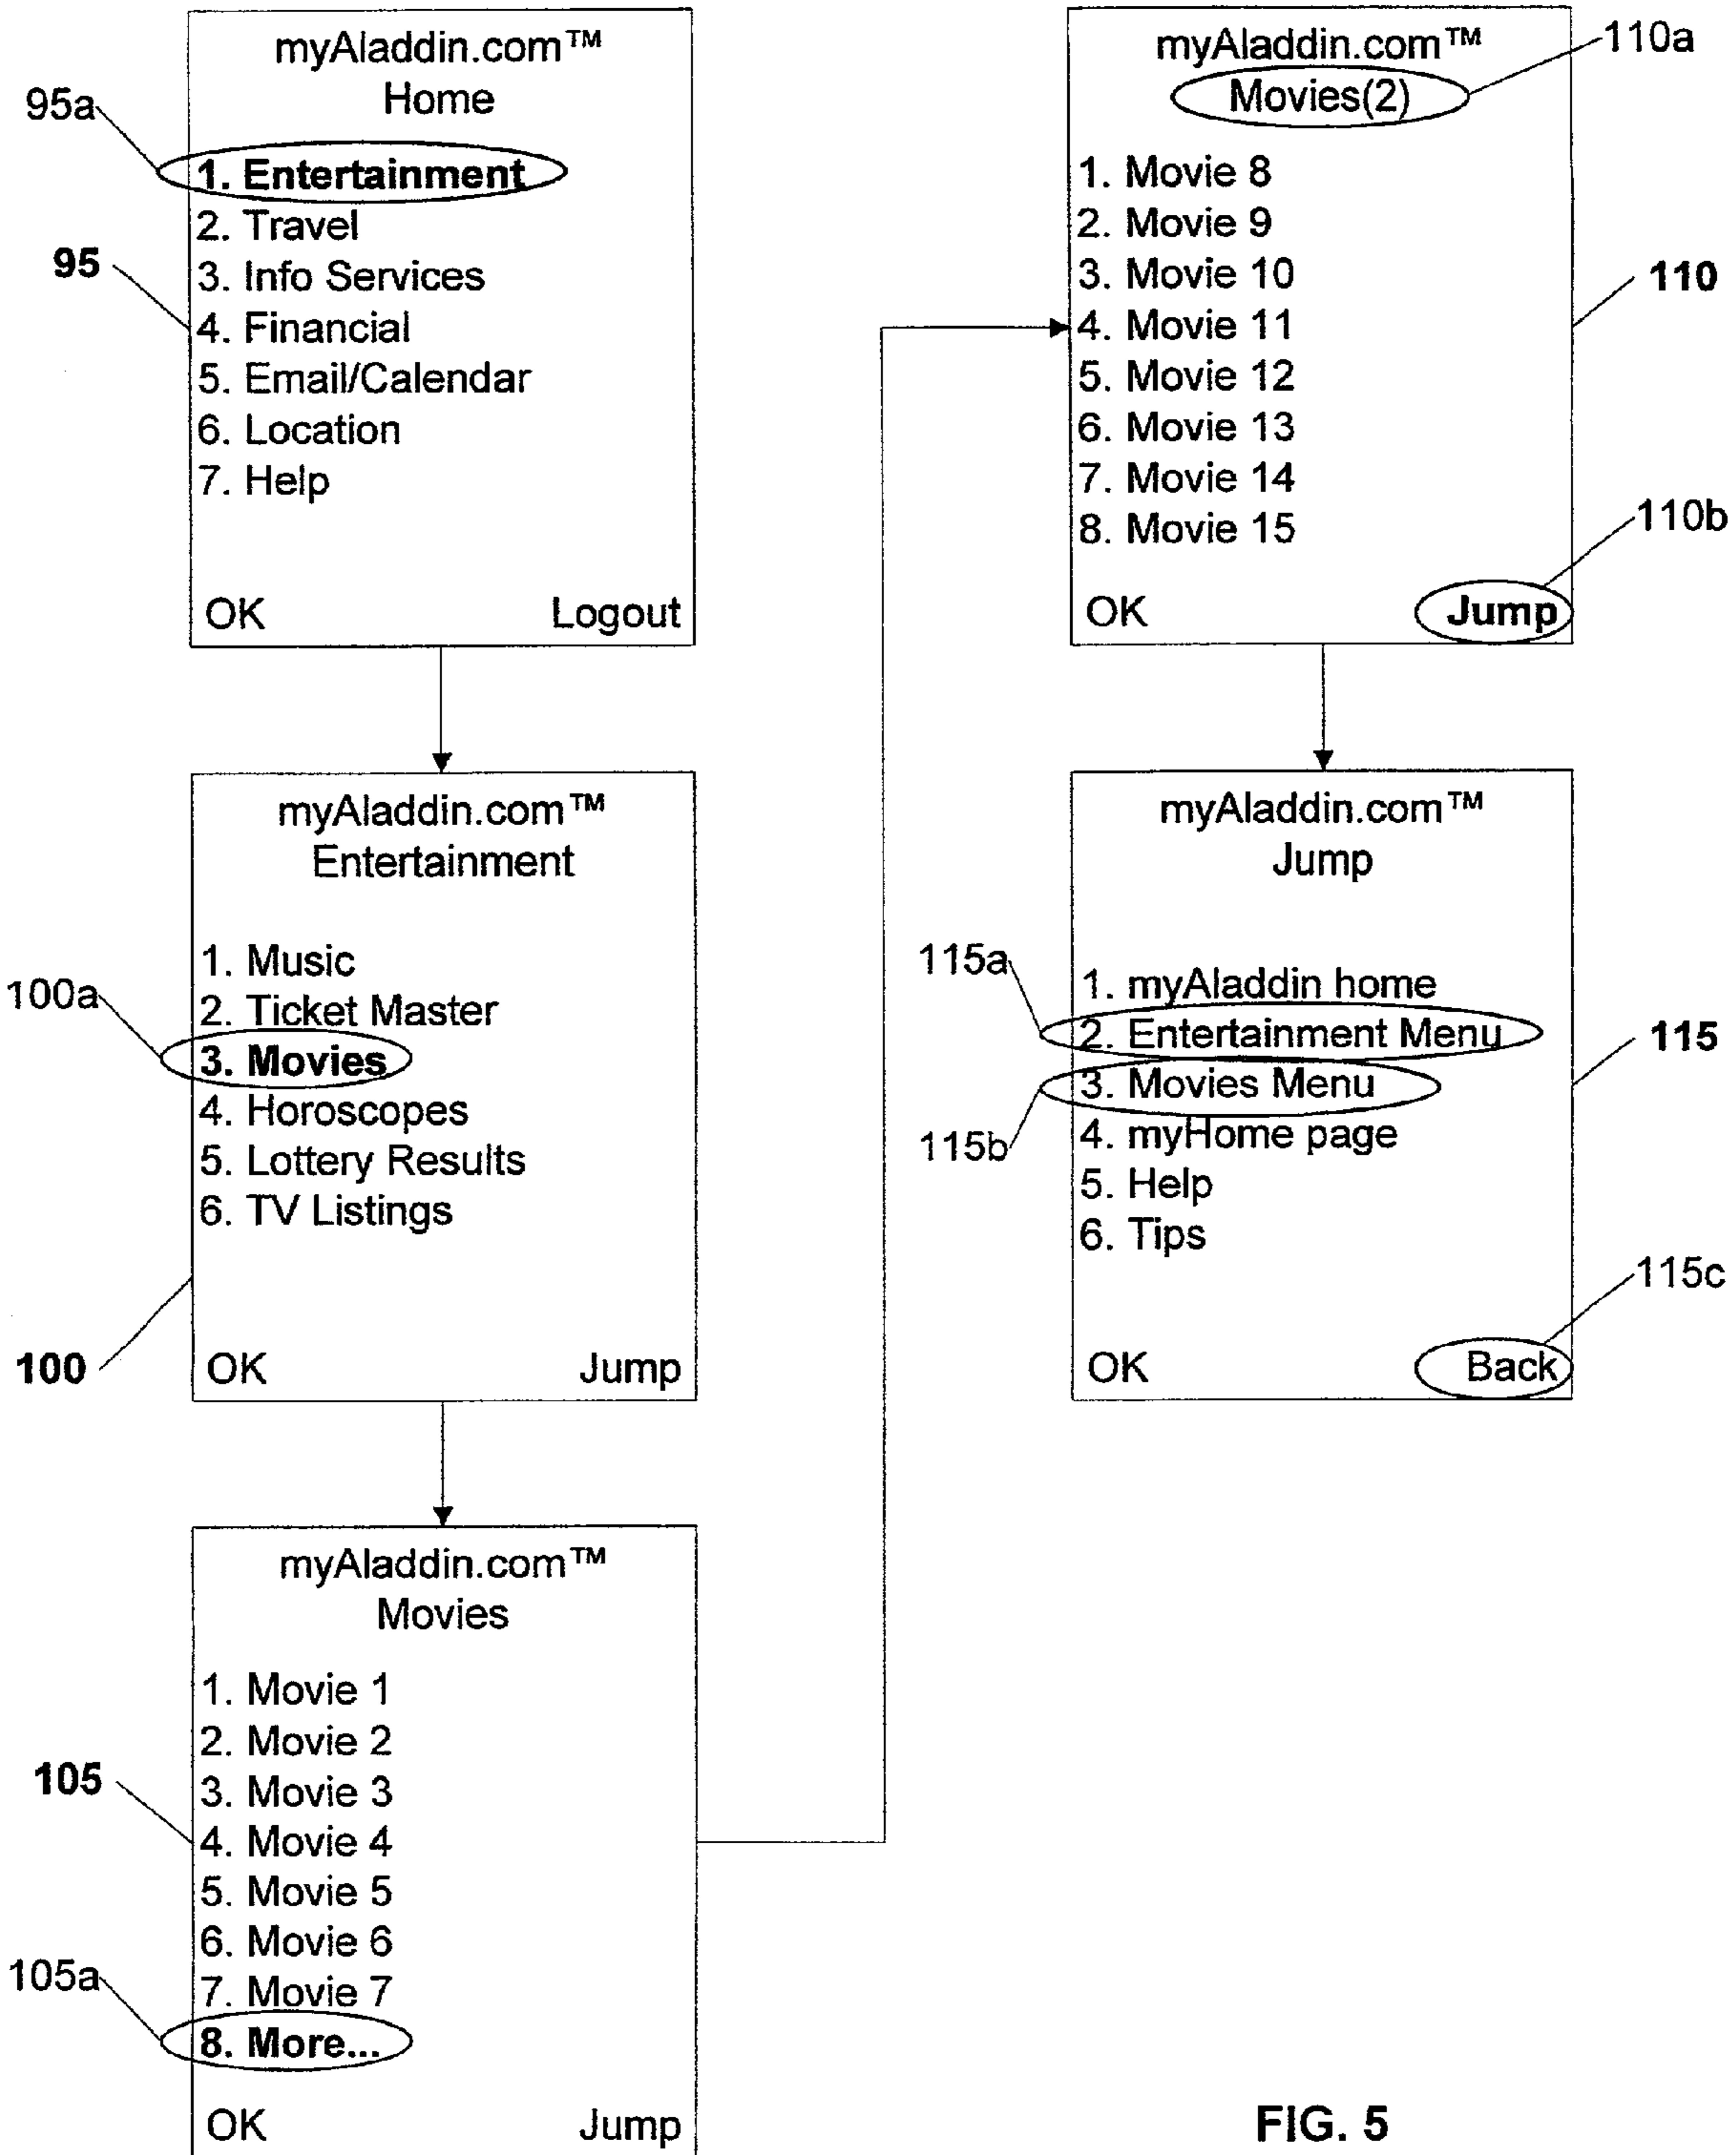 myAladdin.com™
Home
95a
1. Entertainment
2. Travel
95
3. Info Services
4. Financial
5. Email/Calendar
6. Location
7. Help
OK Logout
myAladdin.com™
Entertainment
1. Music
100a
2. Ticket Master
3. Movies
4. Horoscopes
5. Lottery Results
6. TV Listings
100
OK Jump
myAladdin.com™
Movies
1. Movie 1
2. Movie 2
105
3. Movie 3
4. Movie 4
5. Movie 5
6. Movie 6
105a
7. Movie 7
8. More...
OK Jump
myAladdin.com™
110a
Movies(2)
1. Movie 8
2. Movie 9
3. Movie 10
110
4. Movie 11
5. Movie 12
6. Movie 13
7. Movie 14
8. Movie 15
110b
OK Jump
myAladdin.com™
Jump
115a
1. myAladdin home
2. Entertainment Menu
115
3. Movies Menu
115b
4. myHome page
5. Help
6. Tips
115c
OK Back
FIG. 5